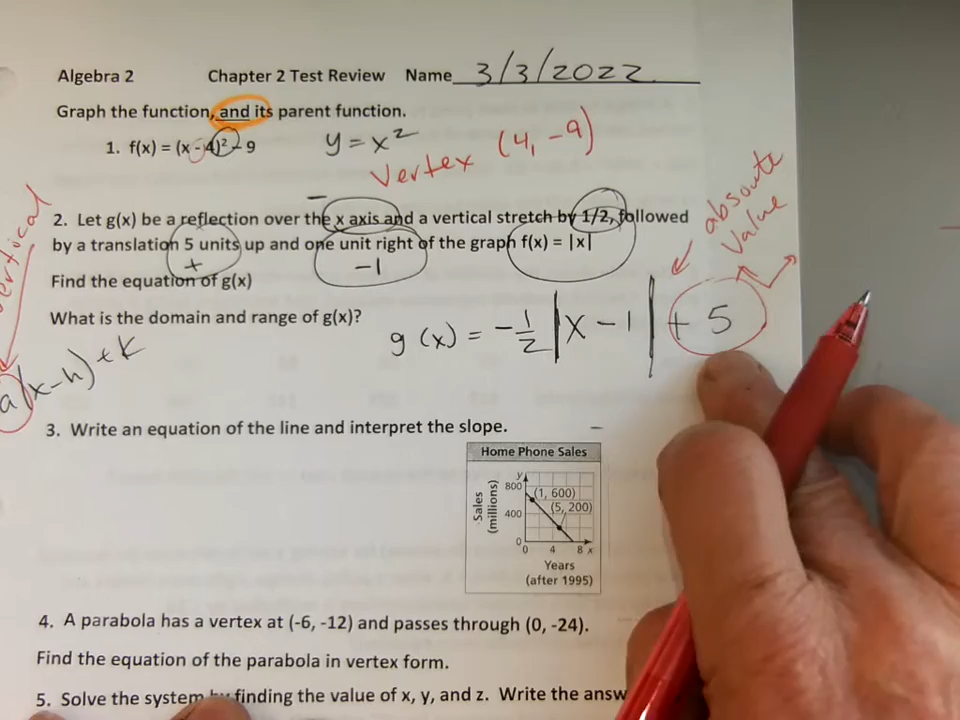 Algebra 2 Chapter 2 Test Review Name 3/3/2022
Graph the function, and its parent function.
1. f(x) = (x - 4)² - 9 y = x²
Vertex (4, -9)
2. Let g(x) be a reflection over the x axis and a vertical stretch by 1/2, followed
by a translation 5 units up and one unit right of the graph f(x) = |x|
+ -1
absoute
value
vertical
Find the equation of g(x)
What is the domain and range of g(x)?
g(x) = -1/2 |x - 1| + 5
a(x-h) + k
3. Write an equation of the line and interpret the slope.
Home Phone Sales
Sales
(millions)
y
800
400
0
(1, 600)
(5, 200)
0 4 8 x
Years
(after 1995)
4. A parabola has a vertex at (-6, -12) and passes through (0, -24).
Find the equation of the parabola in vertex form.
5. Solve the system by finding the value of x, y, and z. Write the answ